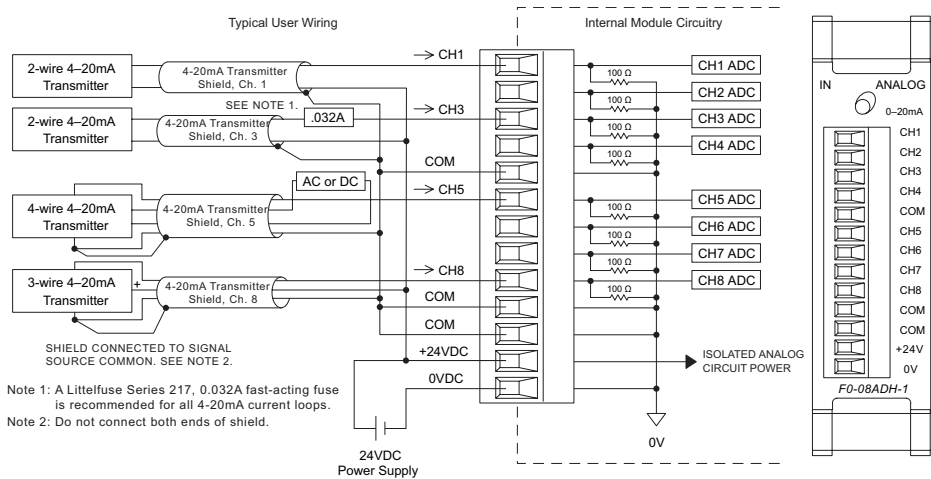 Typical User Wiring
Internal Module Circuitry
2-wire 4–20mA
Transmitter
4-20mA Transmitter
Shield, Ch. 1
CH1
SEE NOTE 1.
2-wire 4–20mA
Transmitter
4-20mA Transmitter
Shield, Ch. 3
.032A
CH3
COM
AC or DC
4-wire 4–20mA
Transmitter
4-20mA Transmitter
Shield, Ch. 5
CH5
3-wire 4–20mA
Transmitter
+
4-20mA Transmitter
Shield, Ch. 8
CH8
COM
COM
+24VDC
0VDC
SHIELD CONNECTED TO SIGNAL
SOURCE COMMON. SEE NOTE 2.
Note 1: A Littelfuse Series 217, 0.032A fast-acting fuse
is recommended for all 4-20mA current loops.
Note 2: Do not connect both ends of shield.
24VDC
Power Supply
100 Ω
CH1 ADC
100 Ω
CH2 ADC
100 Ω
CH3 ADC
100 Ω
CH4 ADC
100 Ω
CH5 ADC
100 Ω
CH6 ADC
100 Ω
CH7 ADC
100 Ω
CH8 ADC
ISOLATED ANALOG
CIRCUIT POWER
0V
IN ANALOG
0–20mA
CH1
CH2
CH3
CH4
COM
CH5
CH6
CH7
CH8
COM
COM
+24V
0V
F0-08ADH-1